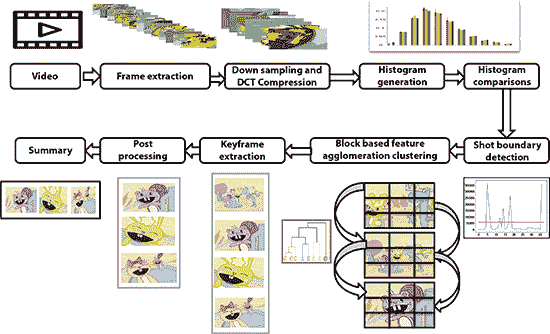 Video
Frame extraction
Down sampling and
DCT Compression
Histogram
generation
Histogram
comparisons
Summary
Post
processing
Keyframe
extraction
Block based feature
agglomeration clustering
Shot boundary
detection